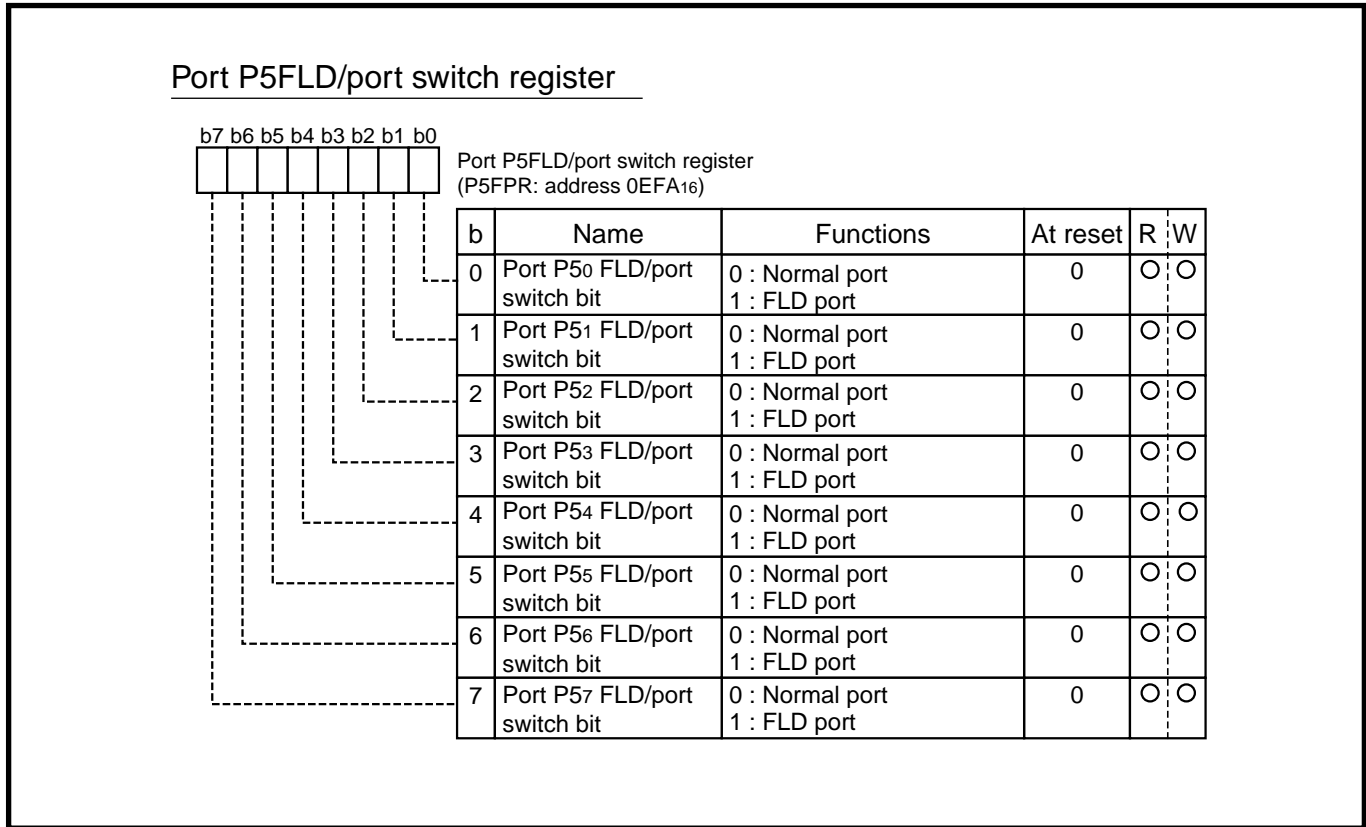 Port P5FLD/port switch register
b7 b6 b5 b4 b3 b2 b1 b0
Port P5FLD/port switch register
(P5FPR: address 0EFA16)
b Name Functions At reset R W
0 Port P50 FLD/port 0 : Normal port 0 O O
switch bit 1 : FLD port
1 Port P51 FLD/port 0 : Normal port 0 O O
switch bit 1 : FLD port
2 Port P52 FLD/port 0 : Normal port 0 O O
switch bit 1 : FLD port
3 Port P53 FLD/port 0 : Normal port 0 O O
switch bit 1 : FLD port
4 Port P54 FLD/port 0 : Normal port 0 O O
switch bit 1 : FLD port
5 Port P55 FLD/port 0 : Normal port 0 O O
switch bit 1 : FLD port
6 Port P56 FLD/port 0 : Normal port 0 O O
switch bit 1 : FLD port
7 Port P57 FLD/port 0 : Normal port 0 O O
switch bit 1 : FLD port